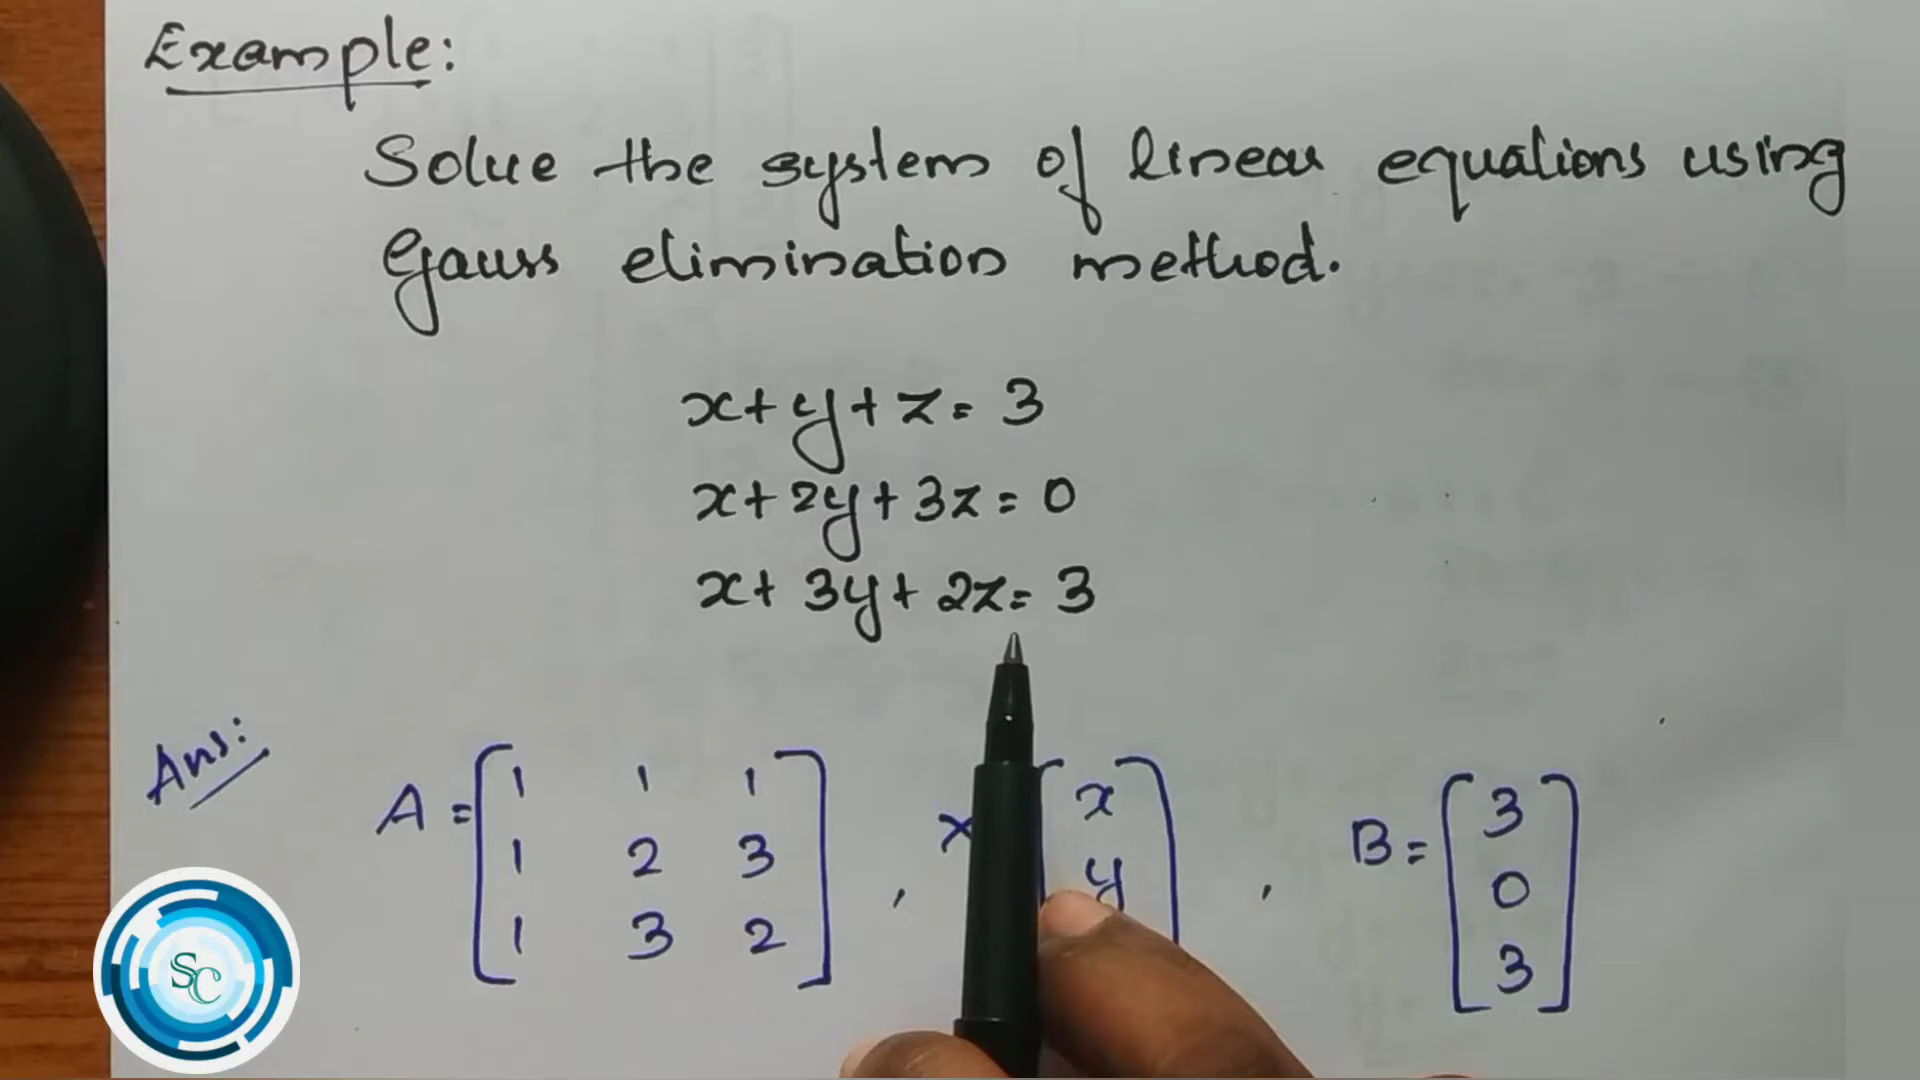 Example:
Solve the system of linear equations using
Gauss elimination method.
x+y+z=3
x+2y+3z=0
x+3y+2z=3
Ans:
A = [1 1 1
1 2 3
1 3 2] , x [x
y , B = [3
0
3]
SC